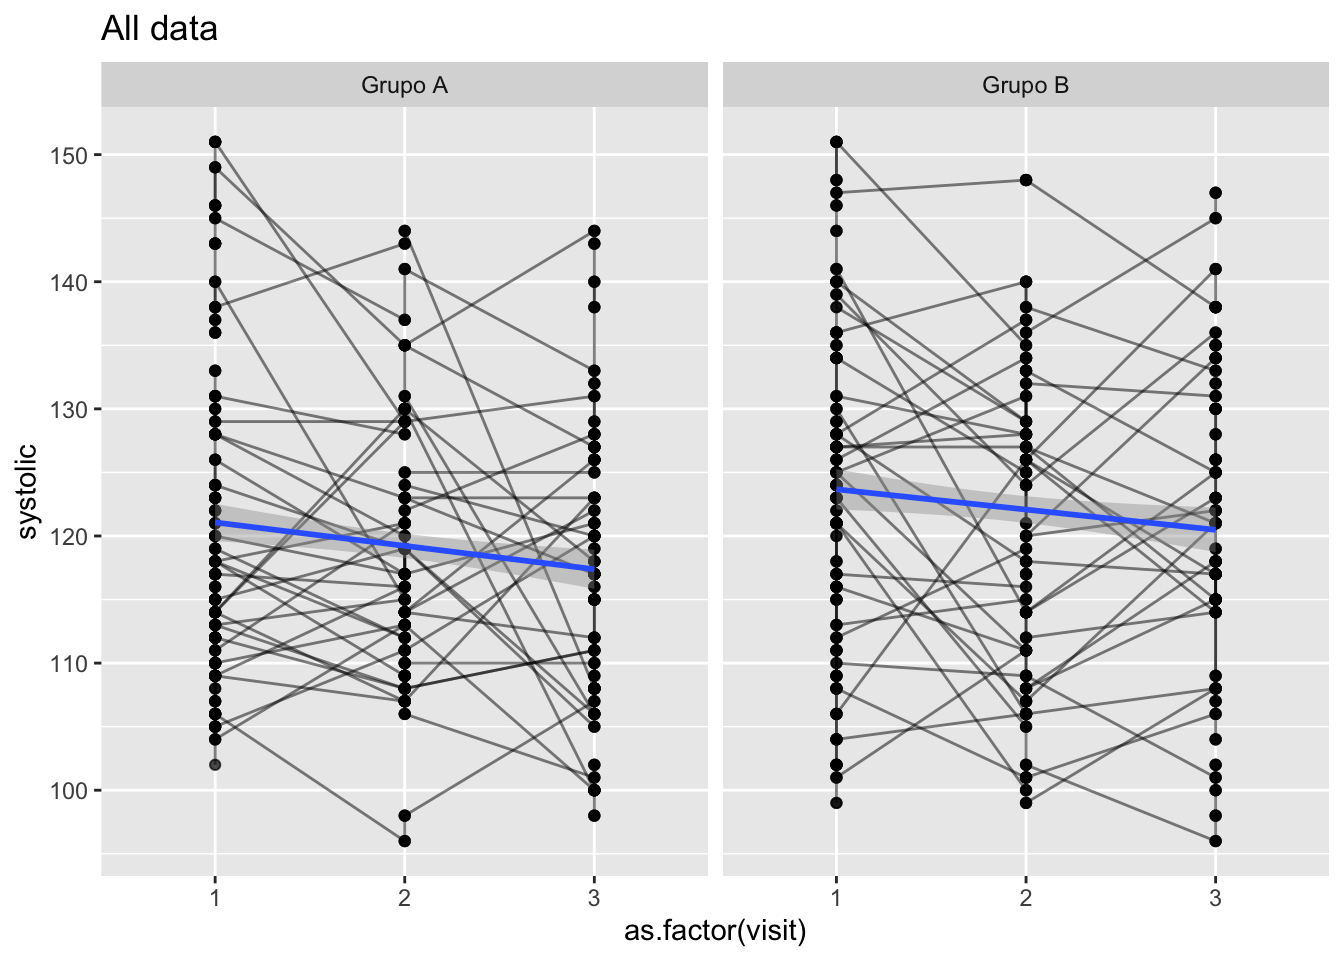 All data
Grupo A
Grupo B
systolic
150
140
130
120
110
100
1 2 3
1 2 3
as.factor(visit)